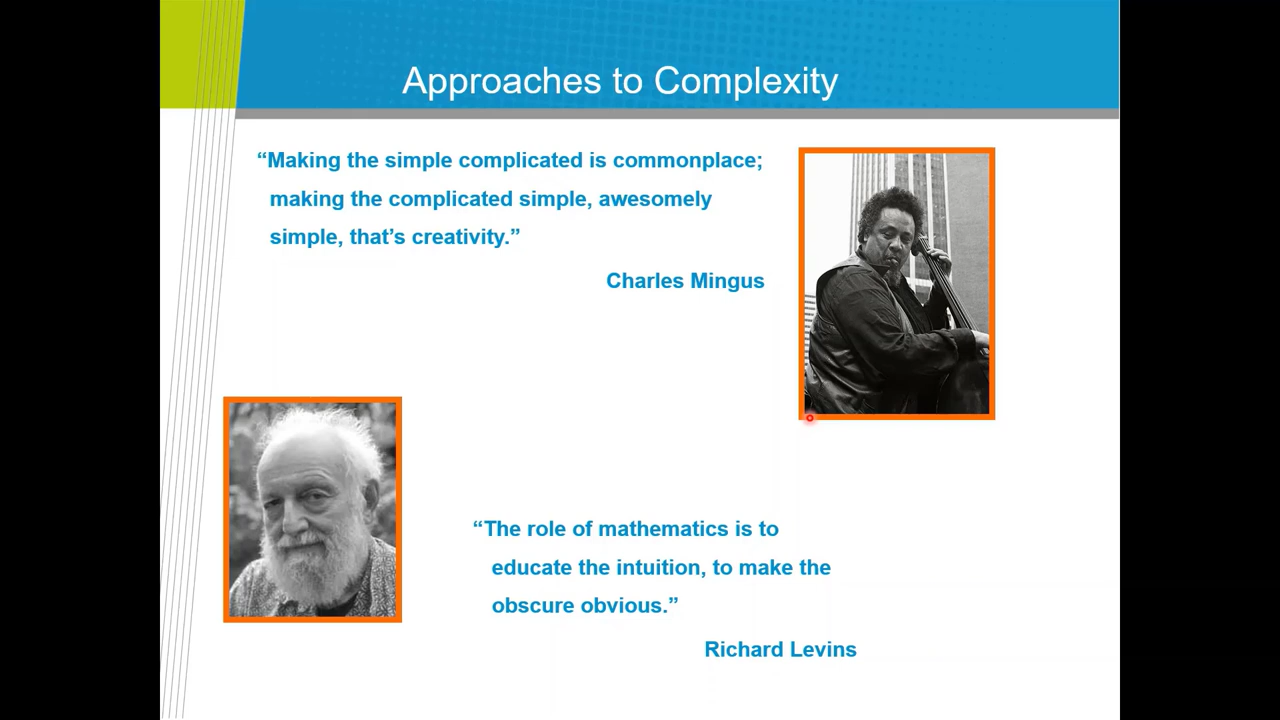 Approaches to Complexity
“Making the simple complicated is commonplace;
making the complicated simple, awesomely
simple, that’s creativity.”
Charles Mingus
“The role of mathematics is to
educate the intuition, to make the
obscure obvious.”
Richard Levins